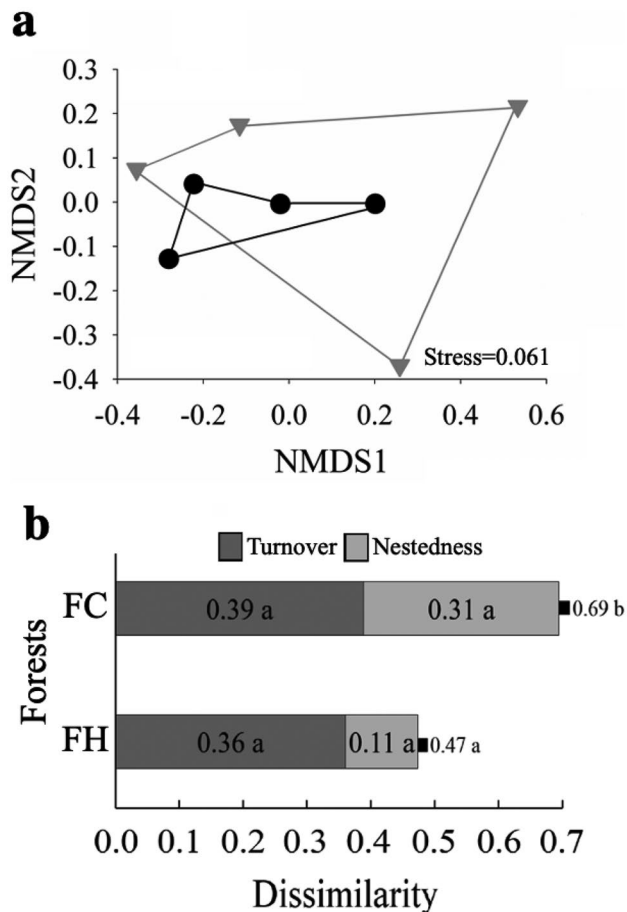 a
0.3
0.2
0.1
0.0
-0.1
-0.2
-0.3
-0.4
NMDS2
Stress=0.061
-0.4 -0.2 0.0 0.2 0.4 0.6
NMDS1
b
Turnover Nestedness
Forests
FC 0.39 a 0.31 a 0.69 b
FH 0.36 a 0.11 a 0.47 a
0.0 0.1 0.2 0.3 0.4 0.5 0.6 0.7
Dissimilarity